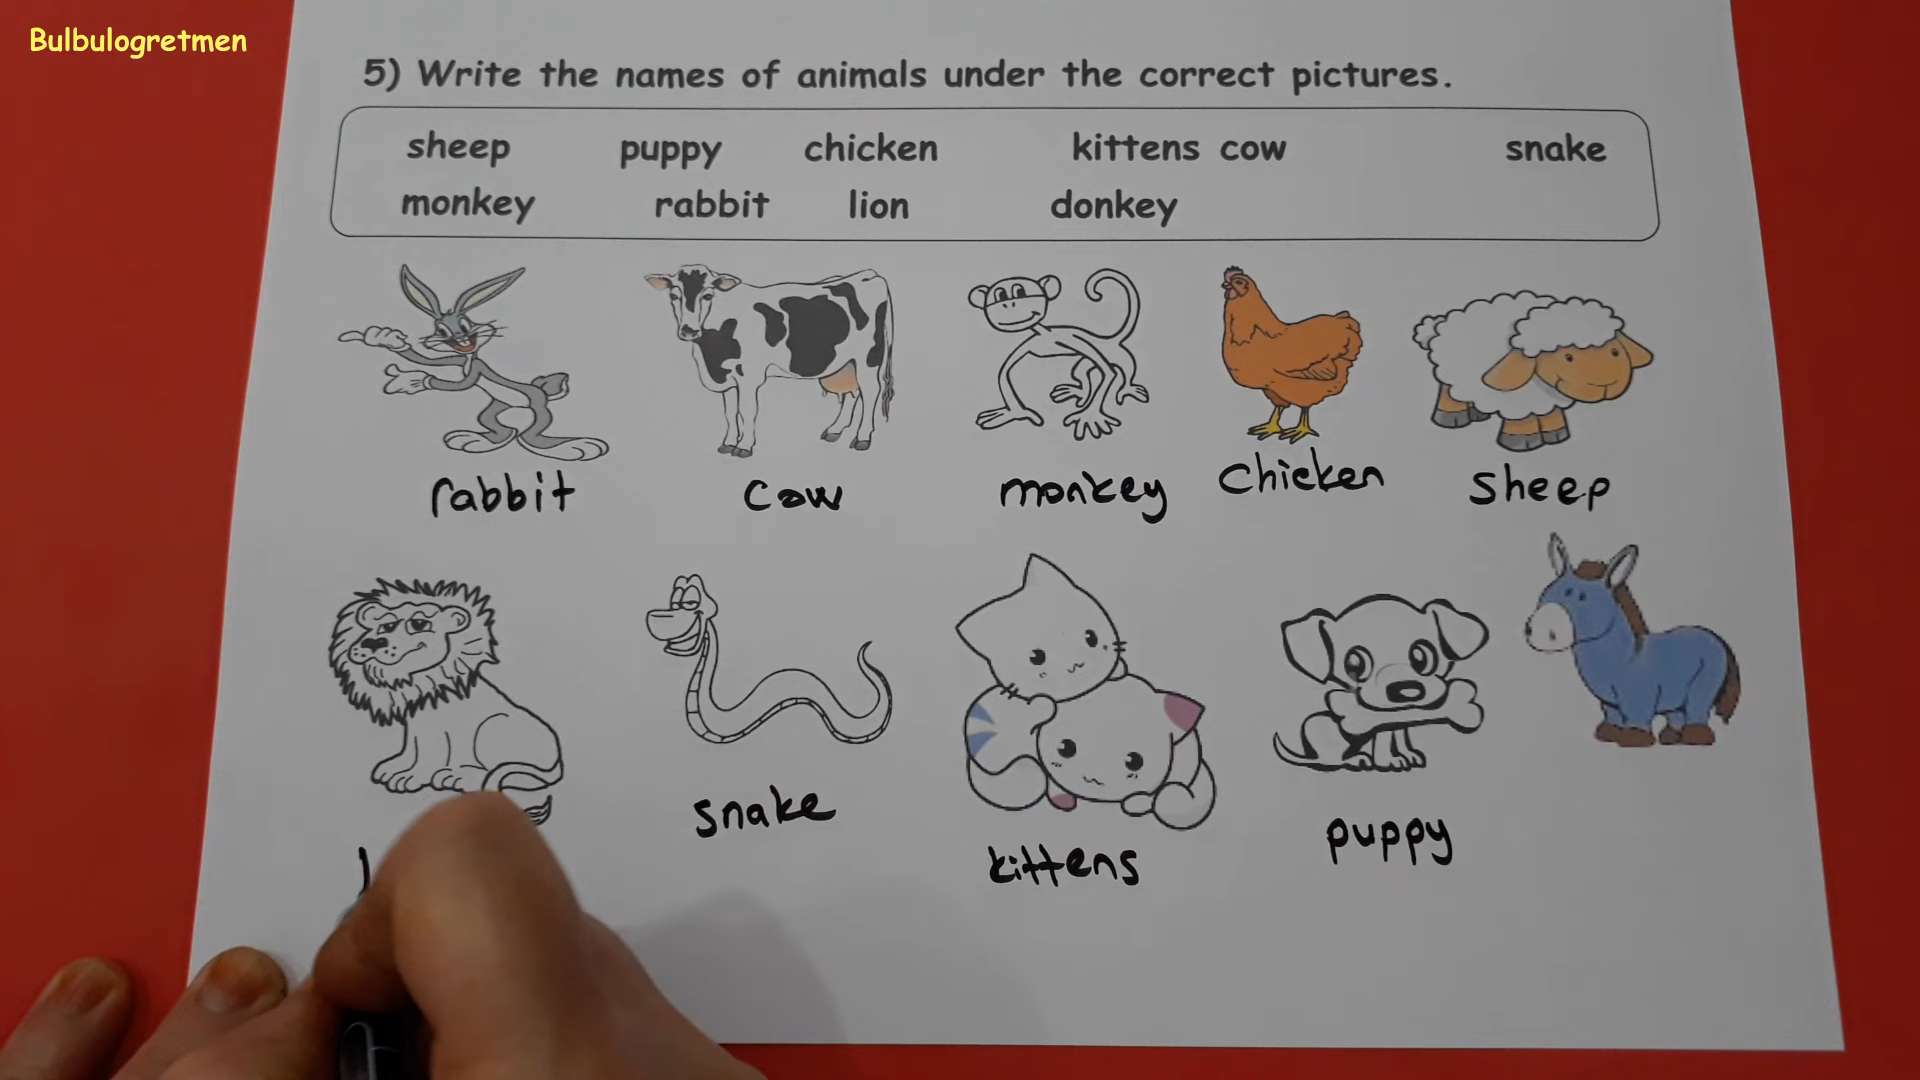 Bulbulogretmen
5) Write the names of animals under the correct pictures.
sheep puppy chicken kittens cow snake
monkey rabbit lion donkey
rabbit cow monkey chicken sheep
snake kittens puppy